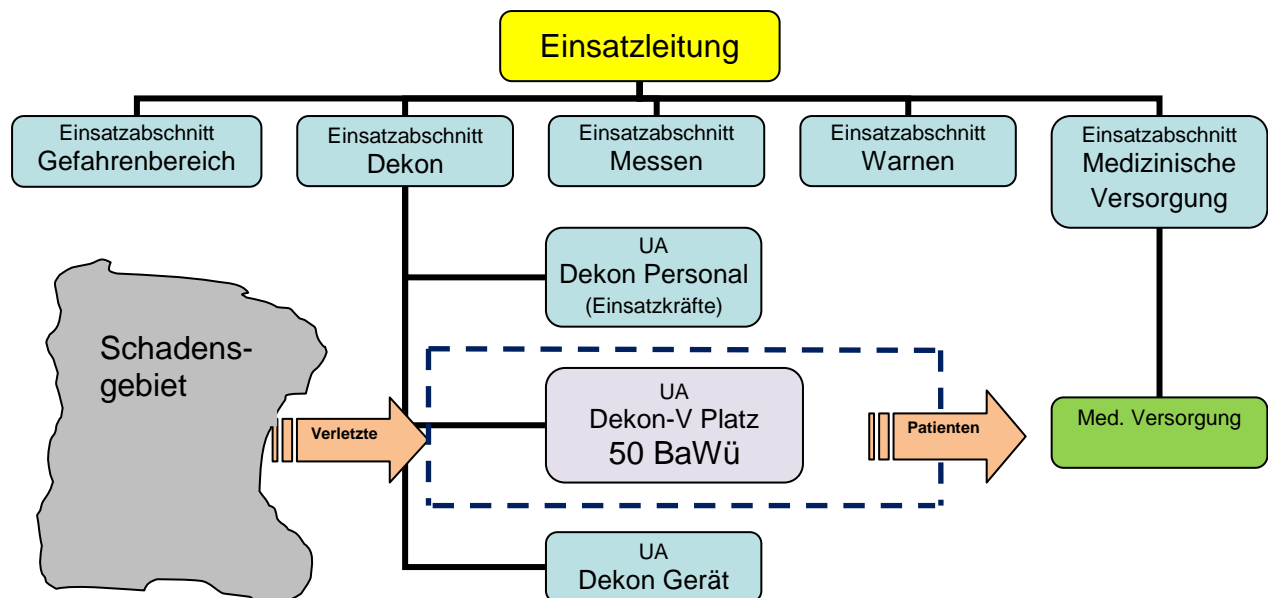 Einsatzleitung
Einsatzabschnitt
Gefahrenbereich
Einsatzabschnitt
Dekon
Einsatzabschnitt
Messen
Einsatzabschnitt
Warnen
Einsatzabschnitt
Medizinische
Versorgung
UA
Dekon Personal
(Einsatzkräfte)
Schadens-
gebiet
Verletzte
UA
Dekon-V Platz
50 BaWü
Patienten
Med. Versorgung
UA
Dekon Gerät